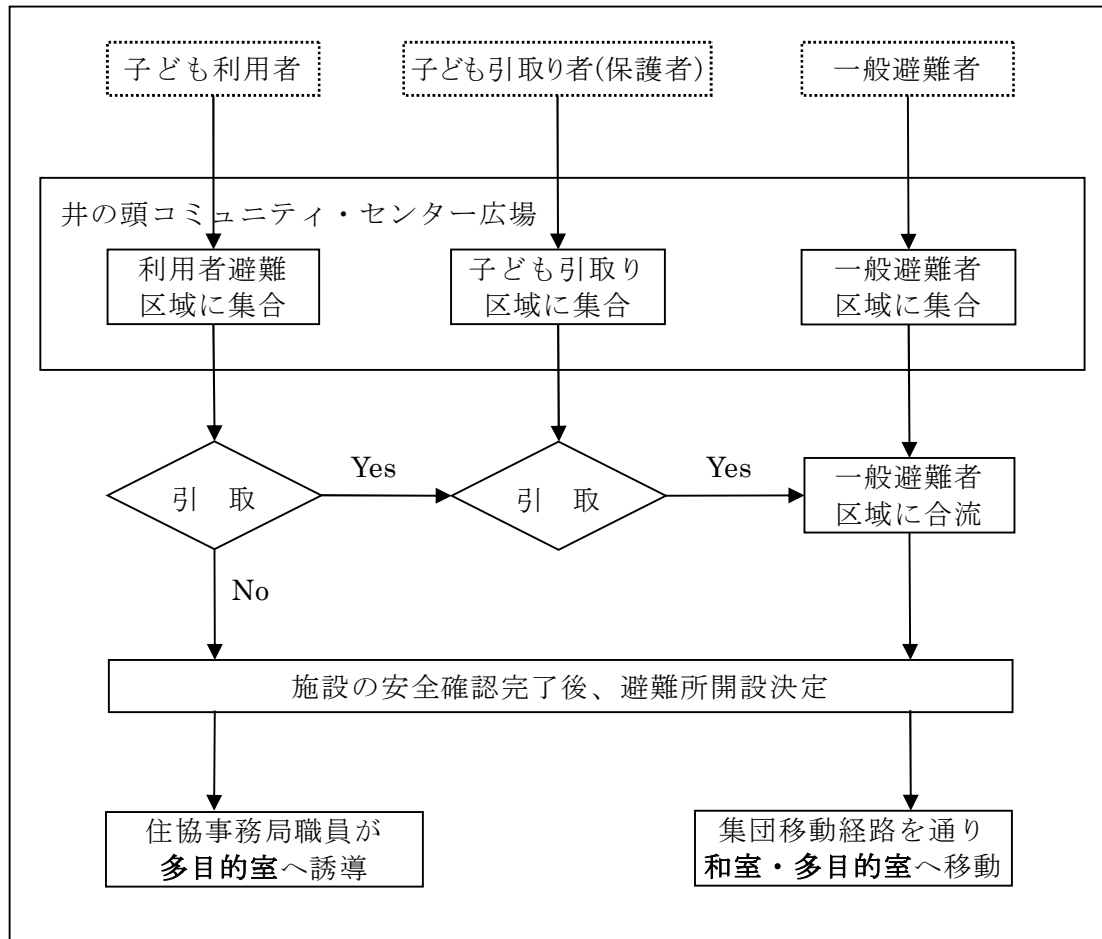 子ども利用者
子ども引取り者(保護者)
一般避難者
井の頭コミュニティ・センター広場
利用者避難
区域に集合
子ども引取り
区域に集合
一般避難者
区域に集合
引 取
Yes
引 取
Yes
一般避難者
区域に合流
No
施設の安全確認完了後、避難所開設決定
住協事務局職員が
多目的室へ誘導
集団移動経路を通り
和室・多目的室へ移動